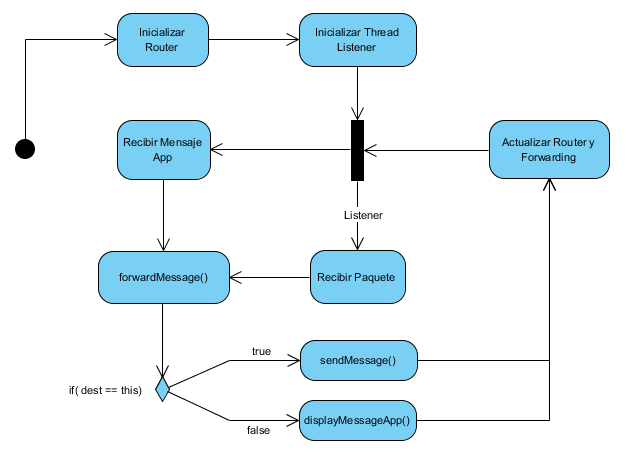 Inicializar
Router
Inicializar Thread
Listener
Recibir Mensaje
App
Actualizar Router y
Forwarding
Listener
forwardMessage()
Recibir Paquete
true
sendMessage()
if( dest == this)
false
displayMessageApp()